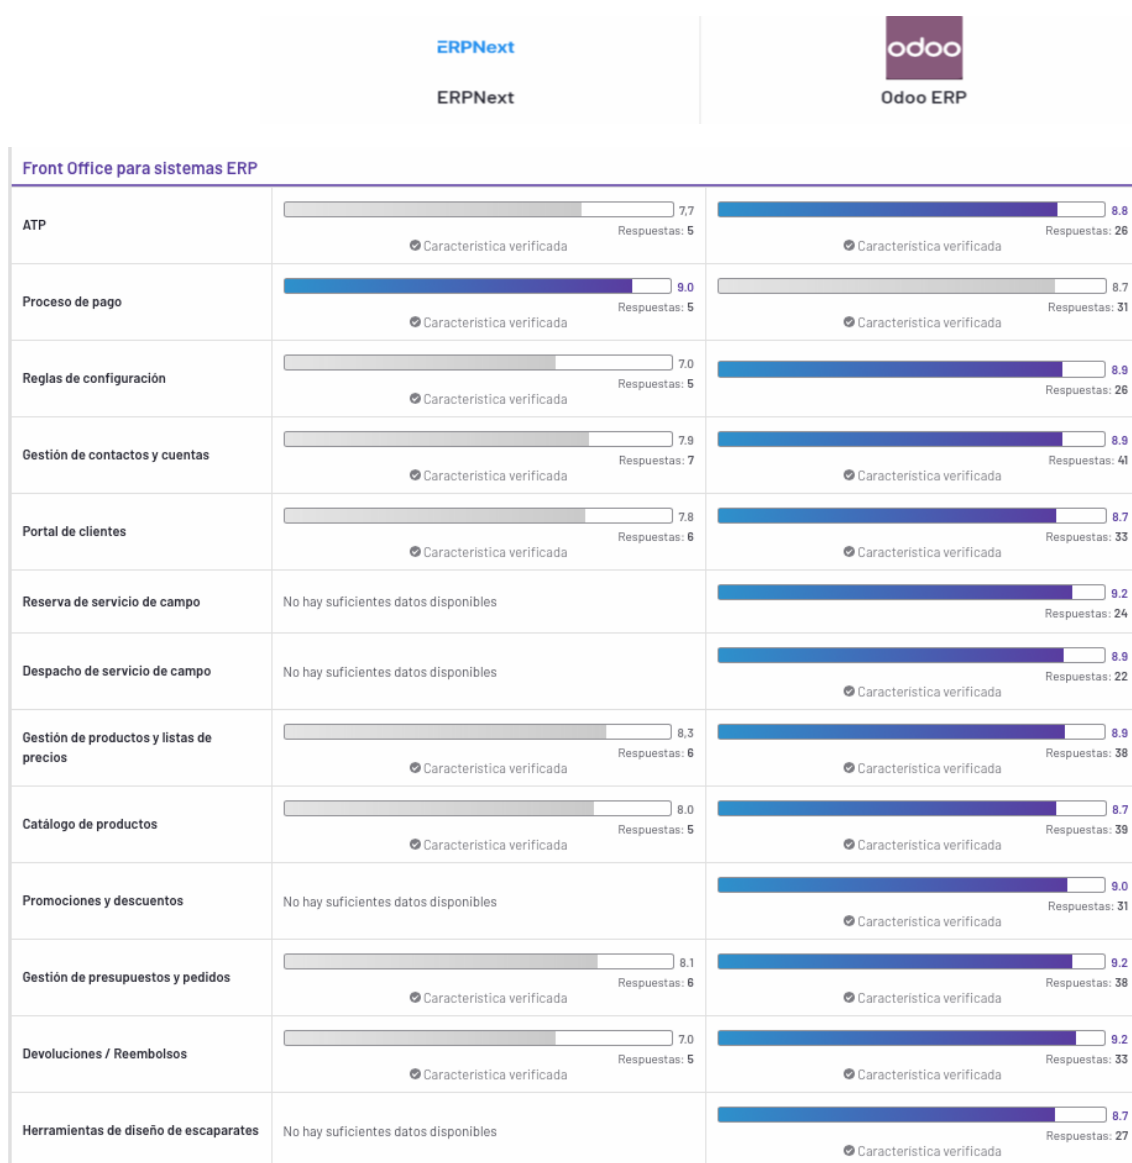 ERPNext
odoo
ERPNext
Odoo ERP
Front Office para sistemas ERP
ATP
7,7
Respuestas: 5
Característica verificada
8.8
Respuestas: 26
Característica verificada
Proceso de pago
9.0
Respuestas: 5
Característica verificada
8.7
Respuestas: 31
Característica verificada
Reglas de configuración
7.0
Respuestas: 5
Característica verificada
8.9
Respuestas: 26
Gestión de contactos y cuentas
7.9
Respuestas: 7
Característica verificada
8.9
Respuestas: 41
Característica verificada
Portal de clientes
7.8
Respuestas: 6
Característica verificada
8.7
Respuestas: 33
Característica verificada
Reserva de servicio de campo
No hay suficientes datos disponibles
9.2
Respuestas: 24
Despacho de servicio de campo
No hay suficientes datos disponibles
8.9
Respuestas: 22
Característica verificada
Gestión de productos y listas de
precios
8,3
Respuestas: 6
Característica verificada
8.9
Respuestas: 38
Característica verificada
Catálogo de productos
8.0
Respuestas: 5
Característica verificada
8.7
Respuestas: 39
Característica verificada
Promociones y descuentos
No hay suficientes datos disponibles
9.0
Respuestas: 31
Característica verificada
Gestión de presupuestos y pedidos
8.1
Respuestas: 6
Característica verificada
9.2
Respuestas: 38
Característica verificada
Devoluciones / Reembolsos
7.0
Respuestas: 5
Característica verificada
9.2
Respuestas: 33
Característica verificada
Herramientas de diseño de escaparates
No hay suficientes datos disponibles
8.7
Respuestas: 27
Característica verificada